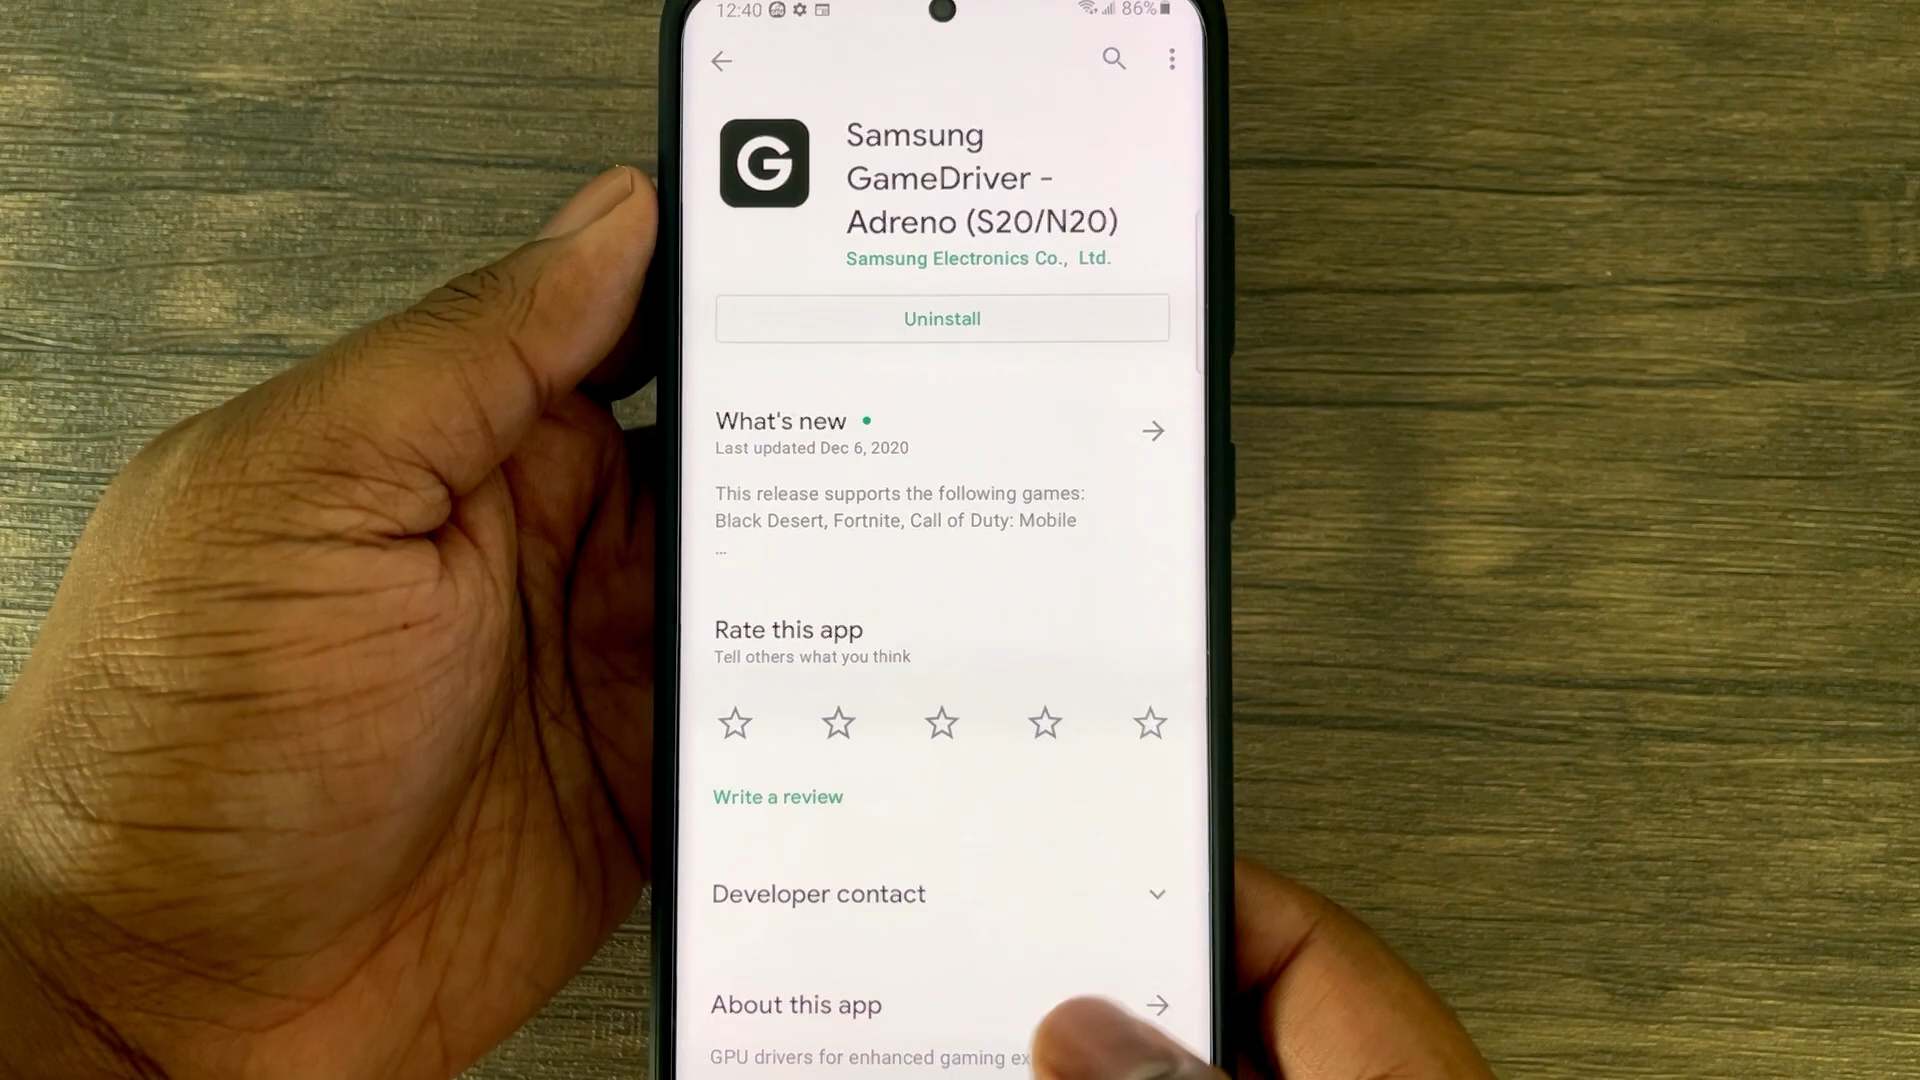 12:40
86%
G
Samsung
GameDriver -
Adreno (S20/N20)
Samsung Electronics Co., Ltd.
Uninstall
What's new
Last updated Dec 6, 2020
This release supports the following games:
Black Desert, Fortnite, Call of Duty: Mobile
...
Rate this app
Tell others what you think
Write a review
Developer contact
About this app
GPU drivers for enhanced gaming